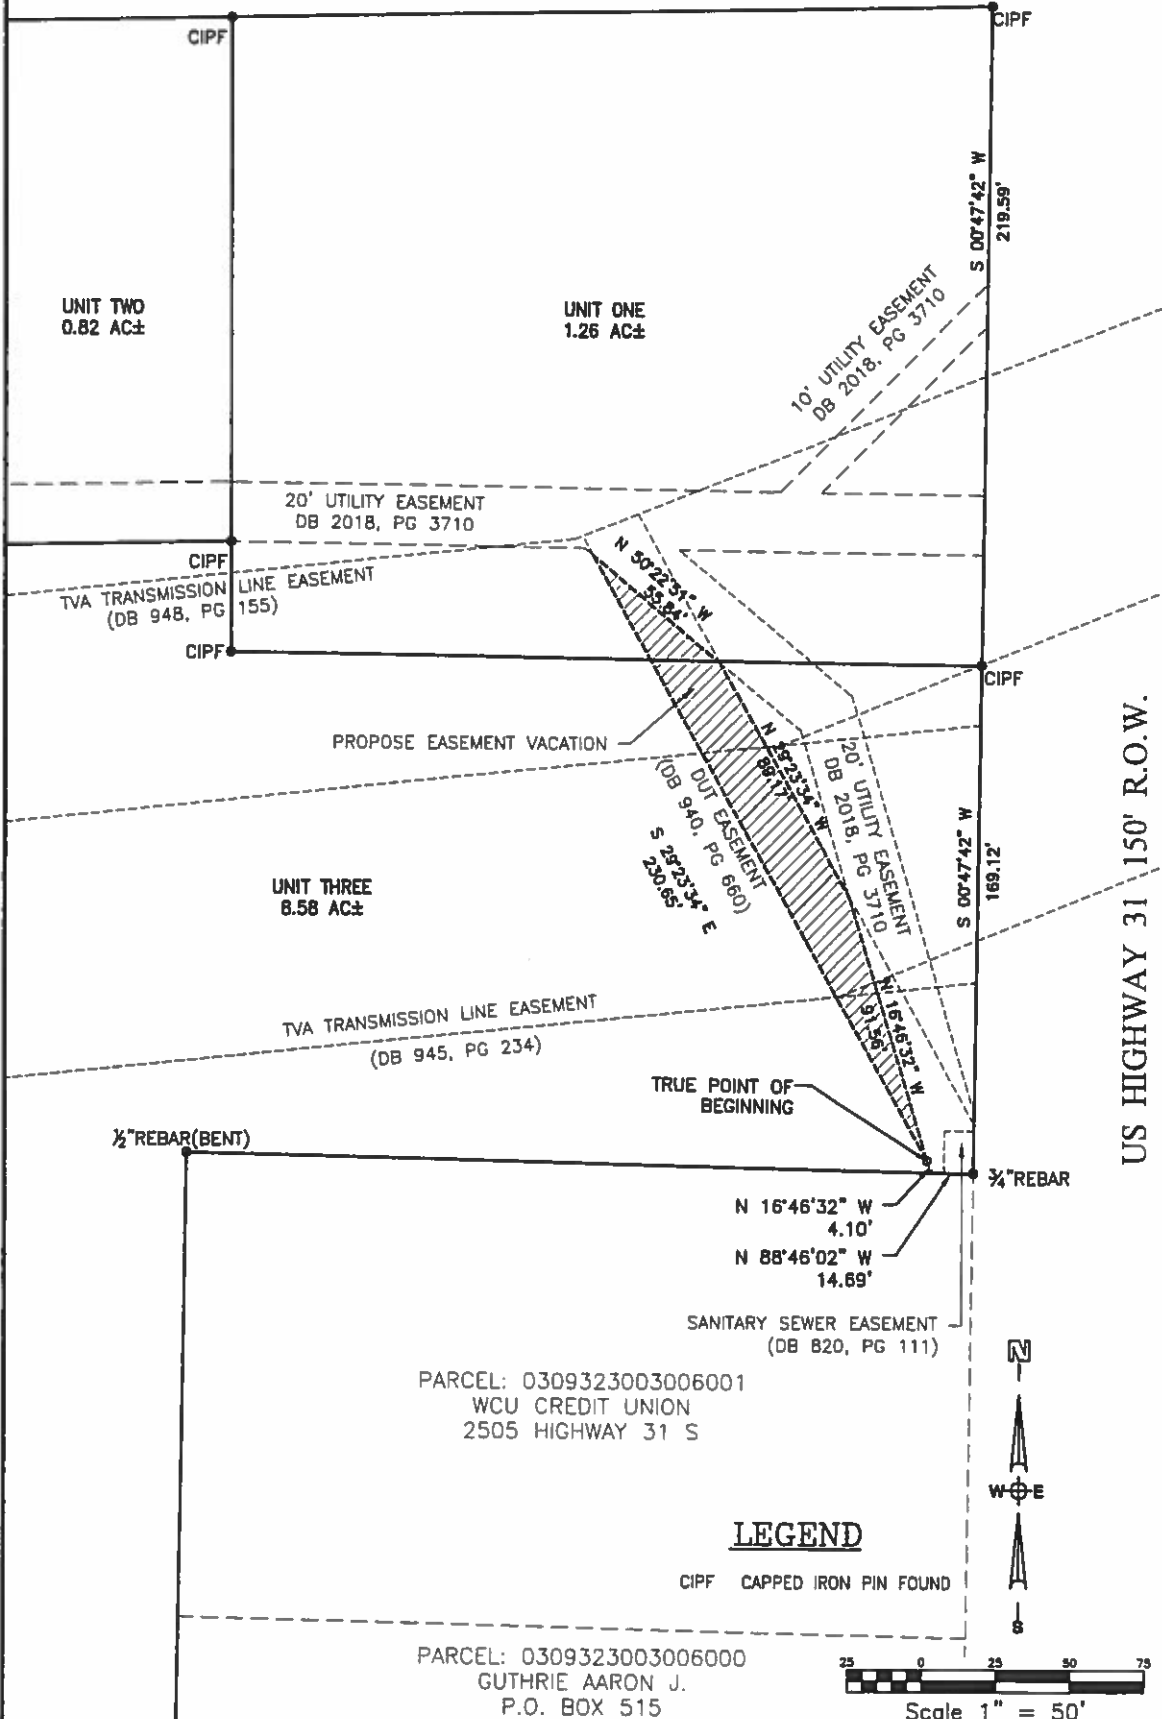 CIPF
CIPF
S 00°47'42" W
219.59'
UNIT TWO
0.82 AC±
UNIT ONE
1.26 AC±
10' UTILITY EASEMENT
DB 2018, PG 3710
20' UTILITY EASEMENT
DB 2018, PG 3710
CIPF
TVA TRANSMISSION LINE EASEMENT
(DB 948, PG 155)
N 50°22'31" W
55.84'
CIPF
CIPF
PROPOSE EASEMENT VACATION
N 29°23'34" W
89.17'
20' UTILITY EASEMENT
DB 2018, PG 3710
DUT EASEMENT
(DB 940, PG 660)
S 29°23'34" E
230.65'
S 00°47'42" W
169.12'
US HIGHWAY 31 150' R.O.W.
UNIT THREE
8.58 AC±
TVA TRANSMISSION LINE EASEMENT
(DB 945, PG 234)
N 16°46'32" W
91.56'
TRUE POINT OF
BEGINNING
½"REBAR(BENT)
¾"REBAR
N 16°46'32" W
4.10'
N 88°46'02" W
14.69'
SANITARY SEWER EASEMENT
(DB 820, PG 111)
PARCEL: 0309323003006001
WCU CREDIT UNION
2505 HIGHWAY 31 S
N
W E
S
LEGEND
CIPF CAPPED IRON PIN FOUND
PARCEL: 0309323003006000
GUTHRIE AARON J.
P.O. BOX 515
25 0 25 50 75
Scale 1" = 50'